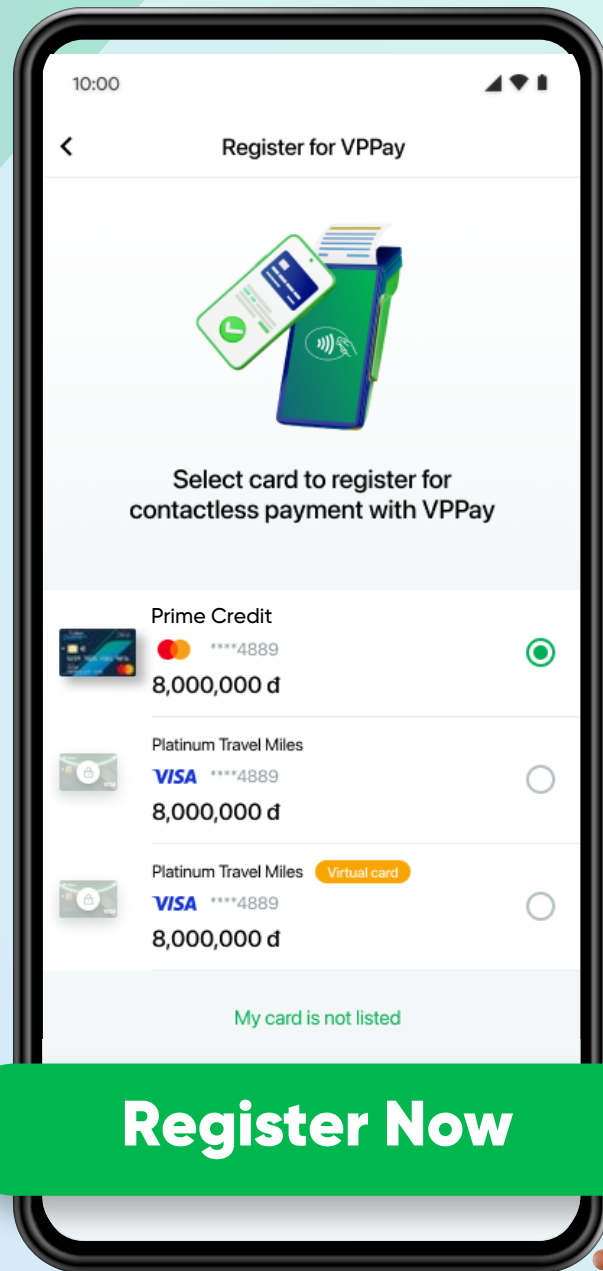 10:00
Register for VPPay
Select card to register for
contactless payment with VPPay
Prime Credit
****4889
8,000,000 đ
Platinum Travel Miles
VISA ****4889
8,000,000 đ
Platinum Travel Miles Virtual card
VISA ****4889
8,000,000 đ
My card is not listed
Register Now